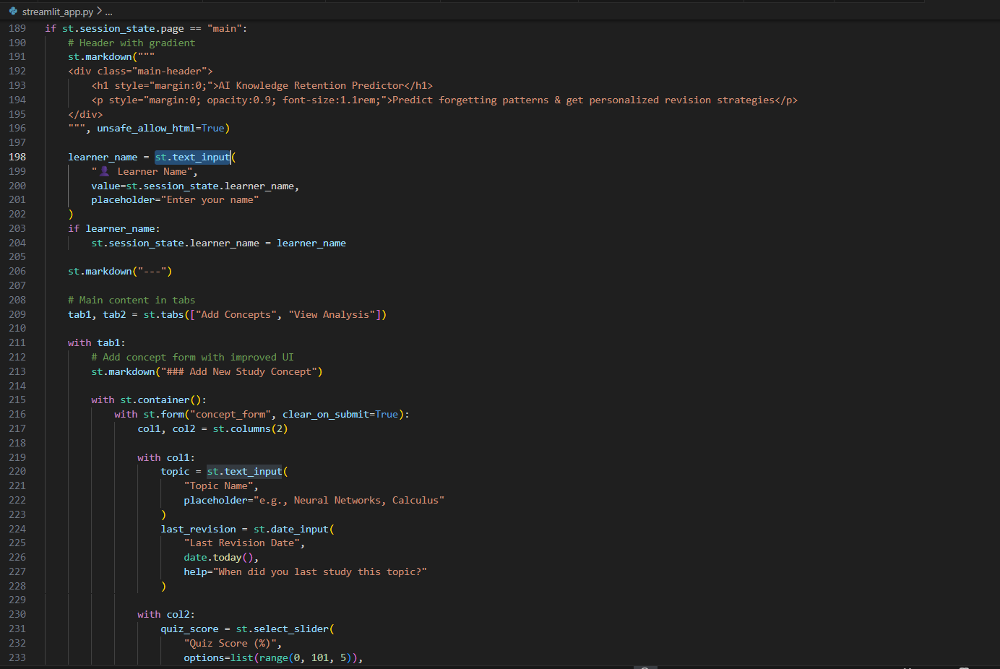 streamlit_app.py > ...
189 if st.session_state.page == "main":
190 # Header with gradient
191 st.markdown("""
192 <div class="main-header">
193 <h1 style="margin:0;">AI Knowledge Retention Predictor</h1>
194 <p style="margin:0; opacity:0.9; font-size:1.1rem;">Predict forgetting patterns & get personalized revision strategies</p>
195 </div>
196 """, unsafe_allow_html=True)
197
198 learner_name = st.text_input(
199 "👤 Learner Name",
200 value=st.session_state.learner_name,
201 placeholder="Enter your name"
202 )
203 if learner_name:
204 st.session_state.learner_name = learner_name
205
206 st.markdown("---")
207
208 # Main content in tabs
209 tab1, tab2 = st.tabs(["Add Concepts", "View Analysis"])
210
211 with tab1:
212 # Add concept form with improved UI
213 st.markdown("### Add New Study Concept")
214
215 with st.container():
216 with st.form("concept_form", clear_on_submit=True):
217 col1, col2 = st.columns(2)
218
219 with col1:
220 topic = st.text_input(
221 "Topic Name",
222 placeholder="e.g., Neural Networks, Calculus"
223 )
224 last_revision = st.date_input(
225 "Last Revision Date",
226 date.today(),
227 help="When did you last study this topic?"
228 )
229
230 with col2:
231 quiz_score = st.select_slider(
232 "Quiz Score (%)",
233 options=list(range(0, 101, 5)),